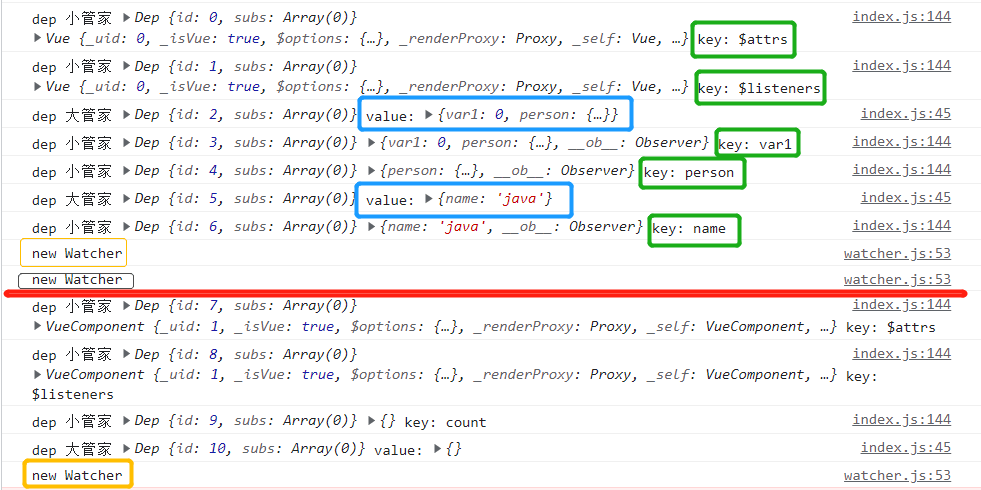 dep 小管家 ▶Dep {id: 0, subs: Array(0)} index.js:144
▶Vue {_uid: 0, _isVue: true, $options: {…}, _renderProxy: Proxy, _self: Vue, …} key: $attrs
dep 小管家 ▶Dep {id: 1, subs: Array(0)} index.js:144
▶Vue {_uid: 0, _isVue: true, $options: {…}, _renderProxy: Proxy, _self: Vue, …} key: $listeners
dep 大管家 ▶Dep {id: 2, subs: Array(0)} value: ▶{var1: 0, person: {…}} index.js:45
dep 小管家 ▶Dep {id: 3, subs: Array(0)} ▶{var1: 0, person: {…}, __ob__: Observer} key: var1 index.js:144
dep 小管家 ▶Dep {id: 4, subs: Array(0)} ▶{person: {…}, __ob__: Observer} key: person index.js:144
dep 大管家 ▶Dep {id: 5, subs: Array(0)} value: ▶{name: 'java'} index.js:45
dep 小管家 ▶Dep {id: 6, subs: Array(0)} ▶{name: 'java', __ob__: Observer} key: name index.js:144
new Watcher watcher.js:53
new Watcher watcher.js:53
dep 小管家 ▶Dep {id: 7, subs: Array(0)} index.js:144
▶VueComponent {_uid: 1, _isVue: true, $options: {…}, _renderProxy: Proxy, _self: VueComponent, …} key: $attrs
dep 小管家 ▶Dep {id: 8, subs: Array(0)} index.js:144
▶VueComponent {_uid: 1, _isVue: true, $options: {…}, _renderProxy: Proxy, _self: VueComponent, …} key:
$listeners
dep 小管家 ▶Dep {id: 9, subs: Array(0)} ▶{} key: count index.js:144
dep 大管家 ▶Dep {id: 10, subs: Array(0)} value: ▶{} index.js:45
new Watcher watcher.js:53